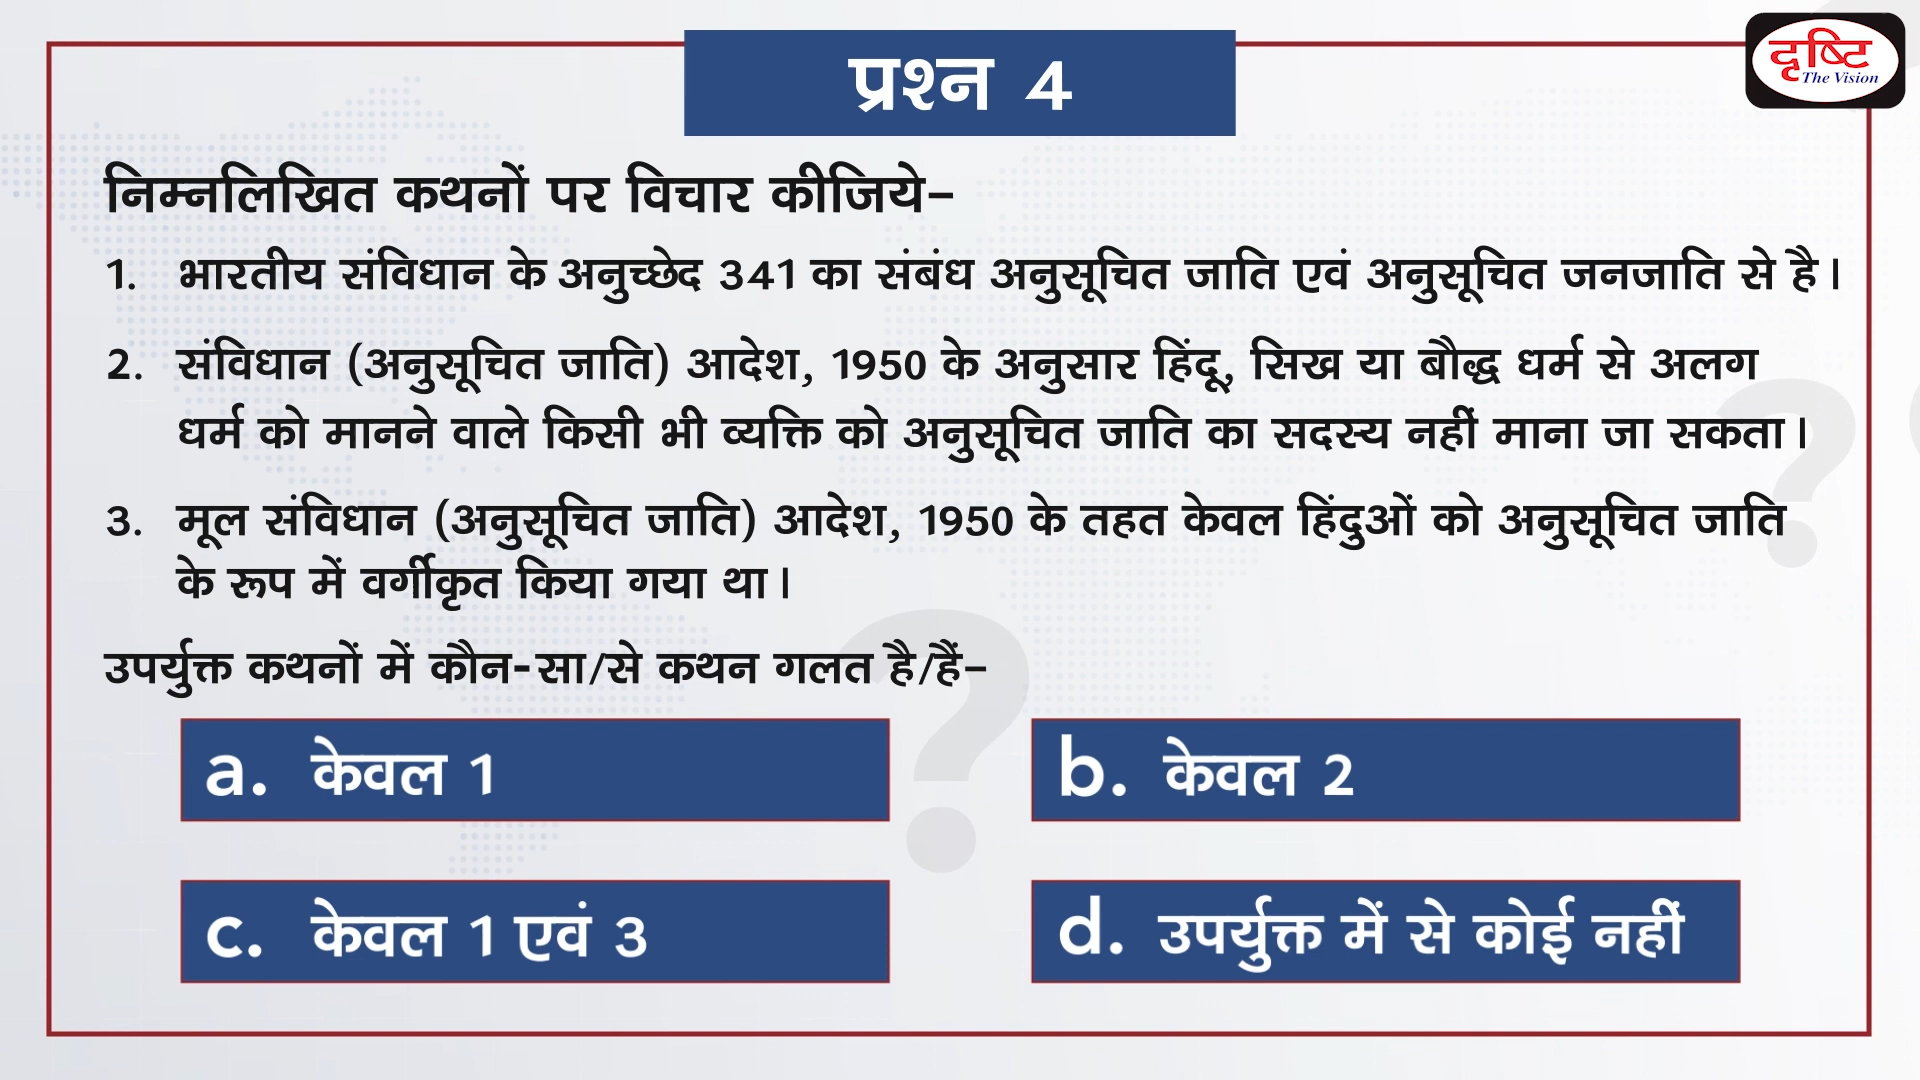 प्रश्न 4
दृष्टि
The Vision
निम्नलिखित कथनों पर विचार कीजिये–
1. भारतीय संविधान के अनुच्छेद 341 का संबंध अनुसूचित जाति एवं अनुसूचित जनजाति से है।
2. संविधान (अनुसूचित जाति) आदेश, 1950 के अनुसार हिंदू, सिख या बौद्ध धर्म से अलग
धर्म को मानने वाले किसी भी व्यक्ति को अनुसूचित जाति का सदस्य नहीं माना जा सकता।
3. मूल संविधान (अनुसूचित जाति) आदेश, 1950 के तहत केवल हिंदुओं को अनुसूचित जाति
के रूप में वर्गीकृत किया गया था।
उपर्युक्त कथनों में कौन-सा/से कथन गलत है/हैं–
a. केवल 1
b. केवल 2
c. केवल 1 एवं 3
d. उपर्युक्त में से कोई नहीं